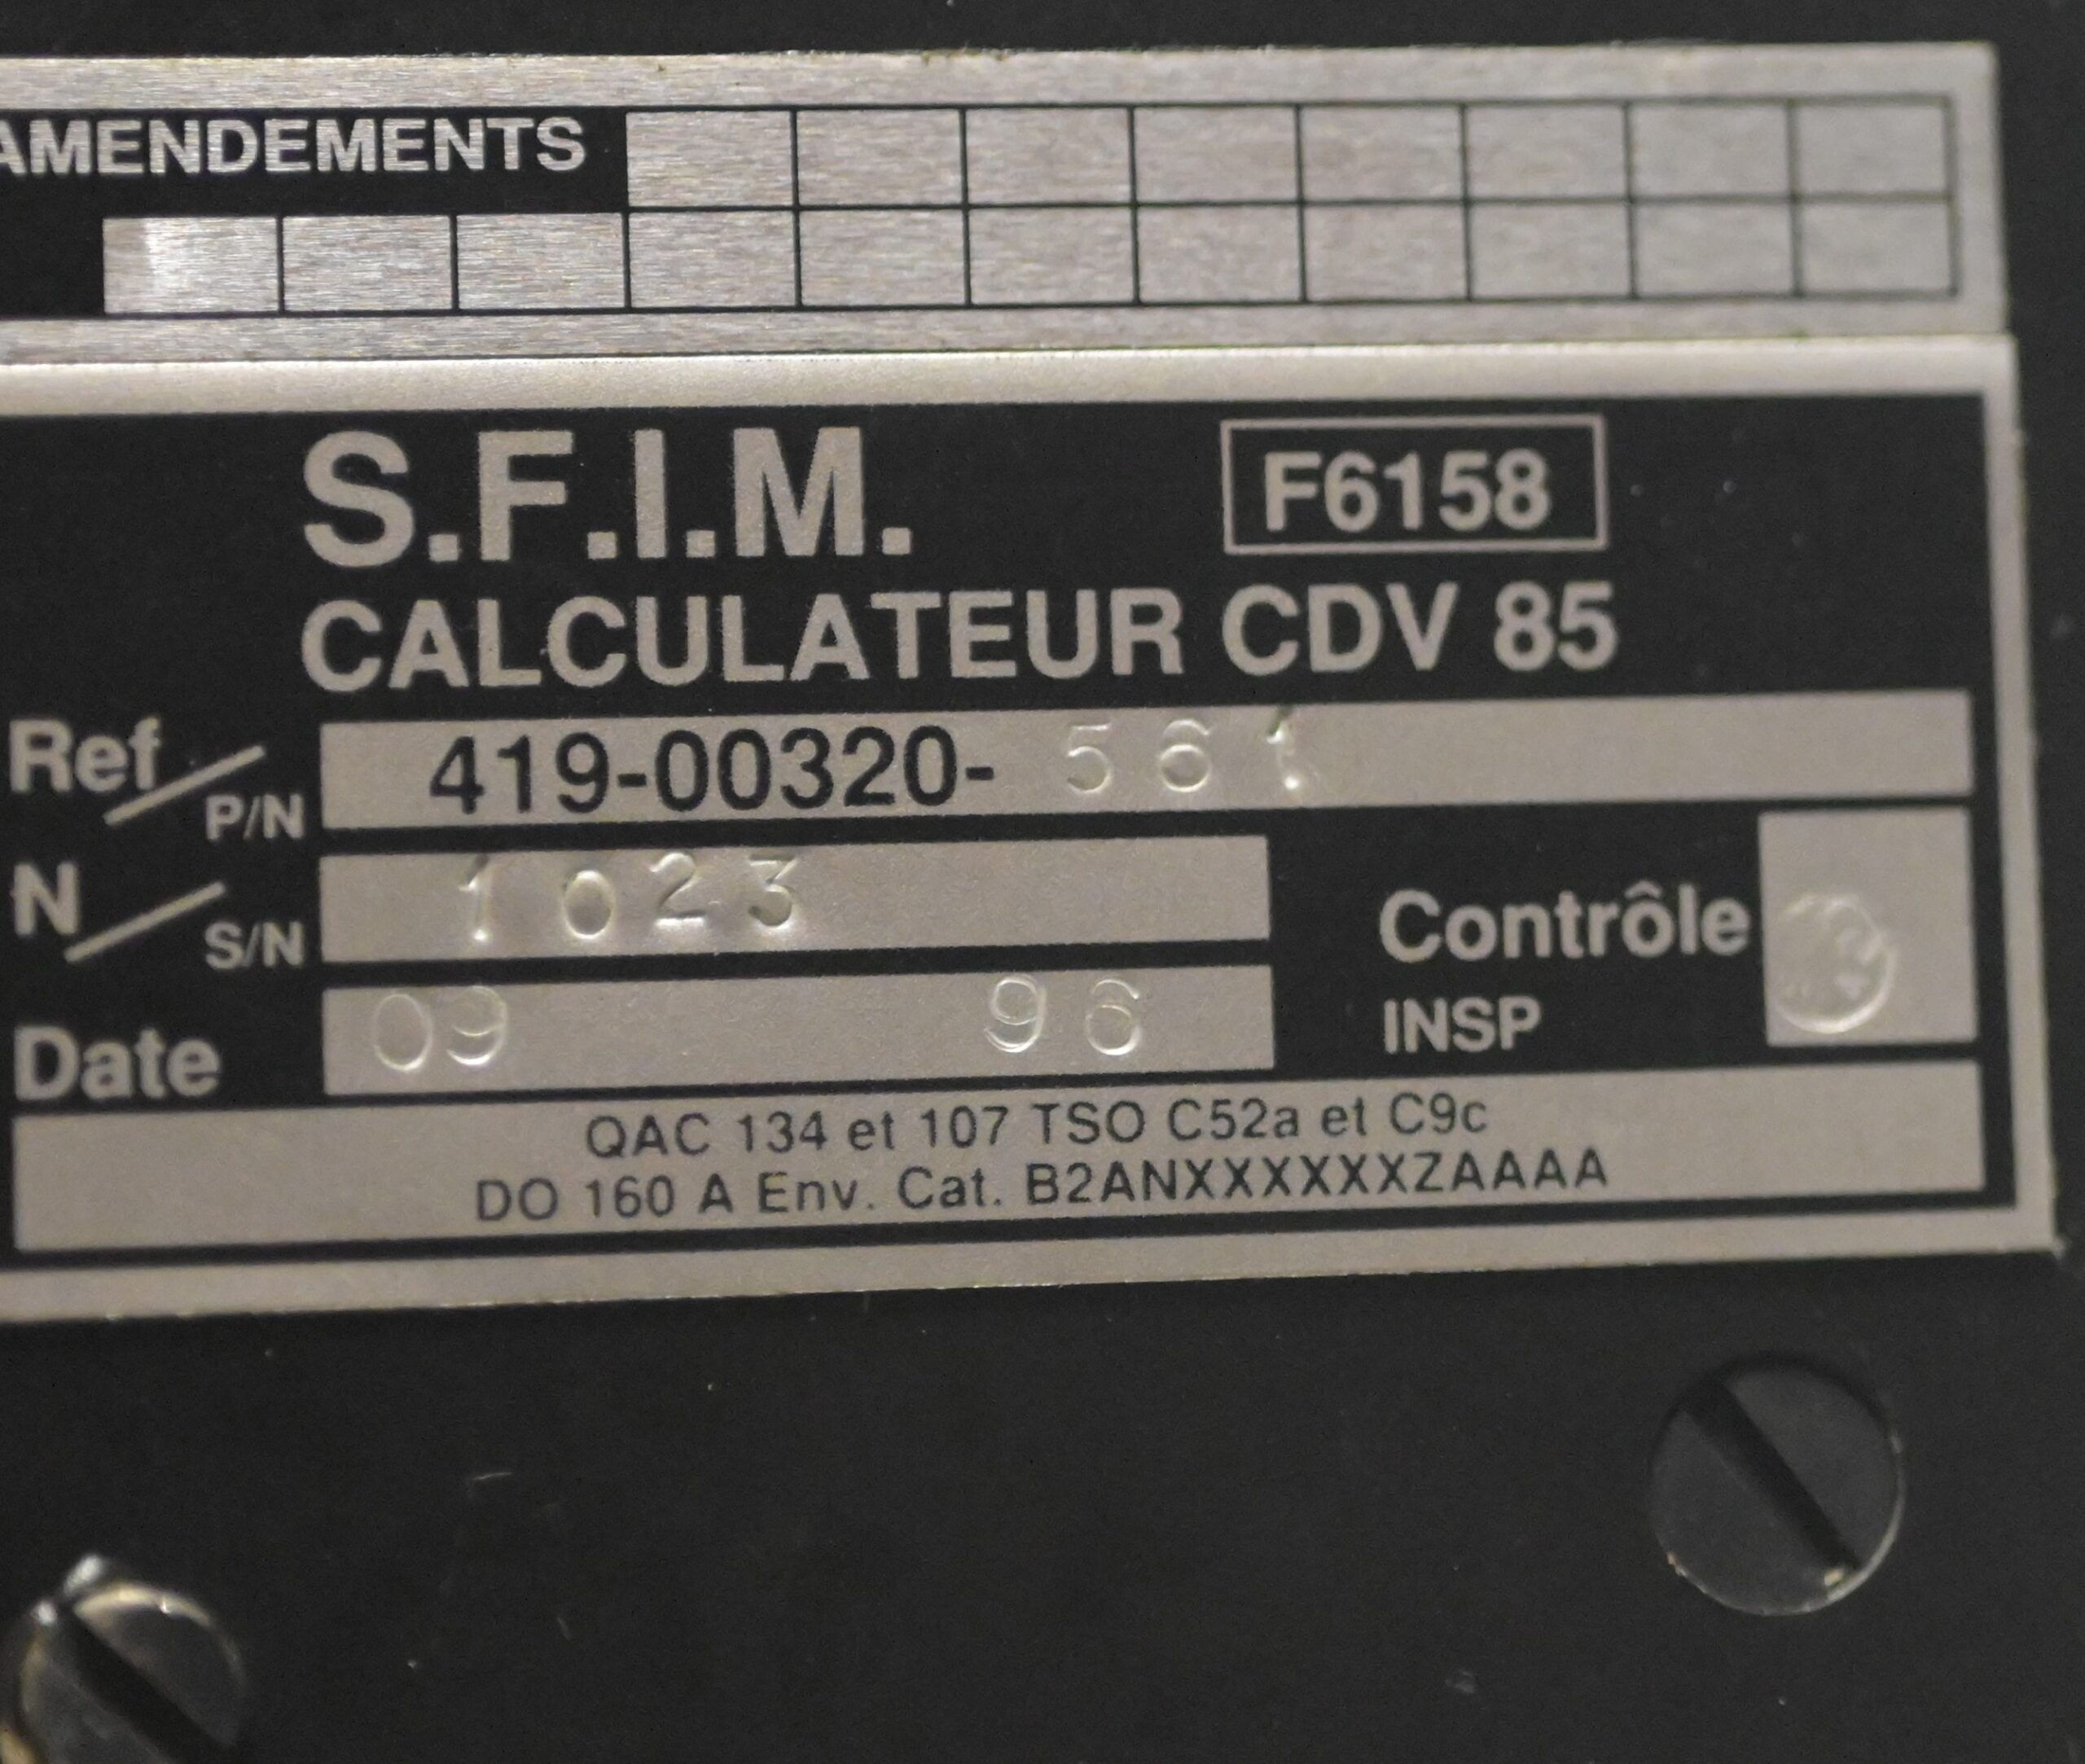 AMENDEMENTS
S.F.I.M. F6158
CALCULATEUR CDV 85
Ref/P/N 419-00320-561
N/S/N 1023
Contrôle
INSP
Date 09 96
QAC 134 et 107 TSO C52a et C9c
DO 160 A Env. Cat. B2ANXXXXXXZAAAA